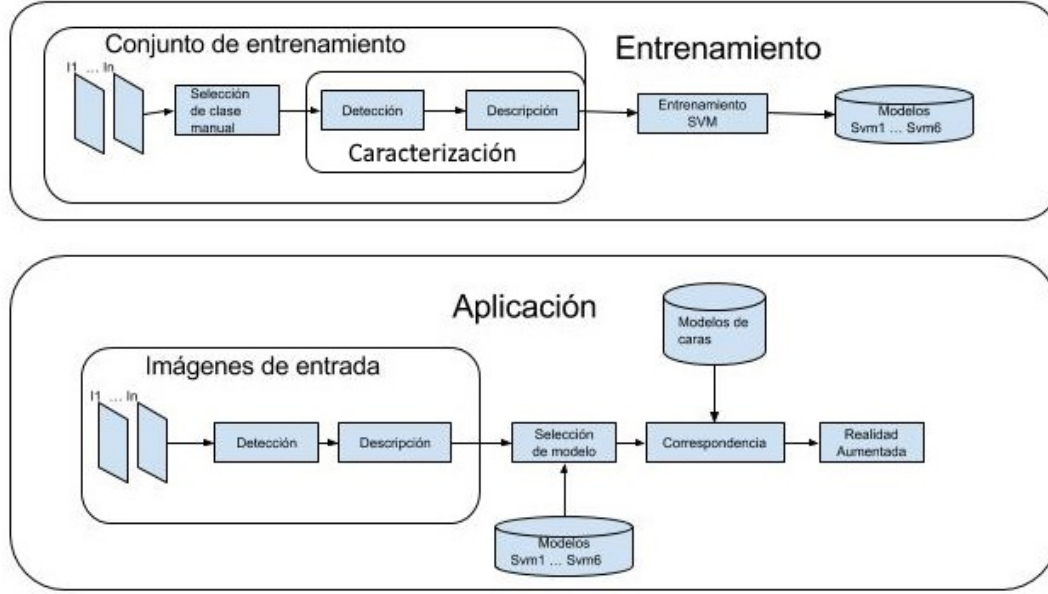 Conjunto de entrenamiento
Entrenamiento
I1 ... In
Selección
de clase
manual
Detección
Descripción
Caracterización
Entrenamiento
SVM
Modelos
Svm1 ... Svm6
Aplicación
Modelos de
caras
Imágenes de entrada
I1 ... In
Detección
Descripción
Selección
de modelo
Correspondencia
Realidad
Aumentada
Modelos
Svm1 ... Svm6